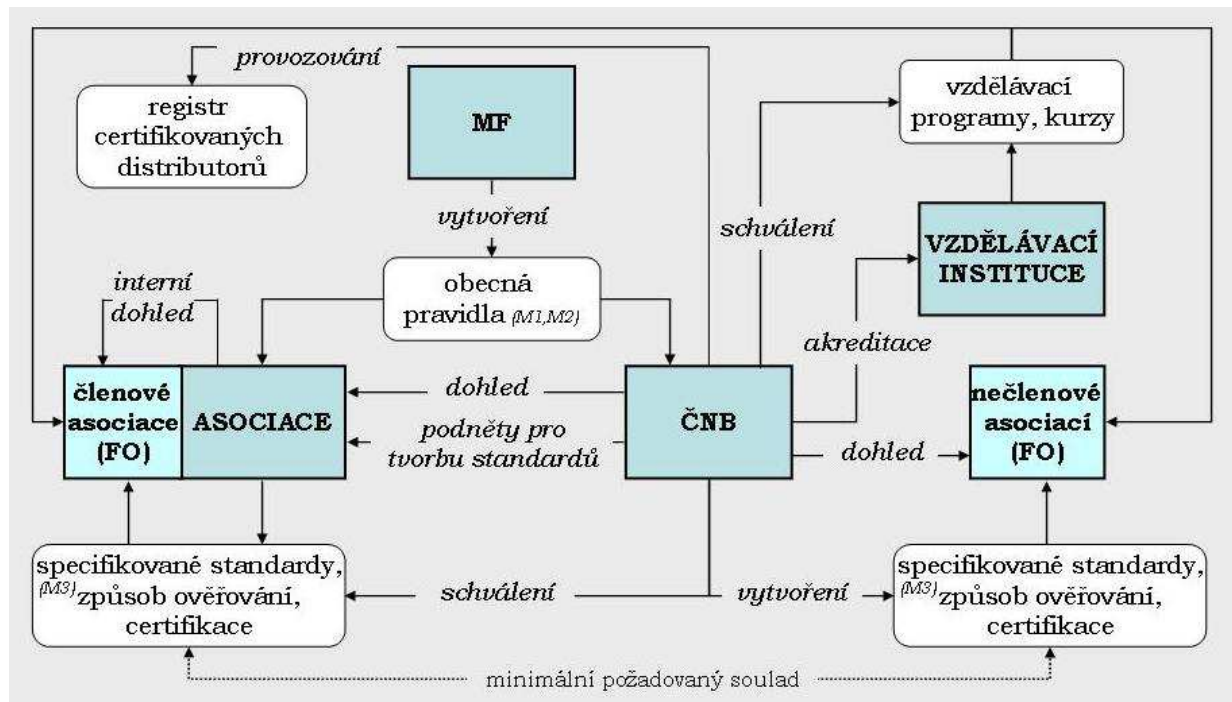 provozování
registr
certifikovaných
distributorů
MF
vzdělávací
programy, kurzy
vytvoření
schválení
VZDĚLÁVACÍ
INSTITUCE
interní
dohled
obecná
pravidla (M1,M2)
akreditace
členové
asociace
(FO)
ASOCIACE
dohled
podněty pro
tvorbu standardů
ČNB
dohled
nečlenové
asociací
(FO)
specifikované standardy,
(M3) způsob ověřování,
certifikace
schválení
vytvoření
specifikované standardy,
(M3) způsob ověřování,
certifikace
minimální požadovaný soulad